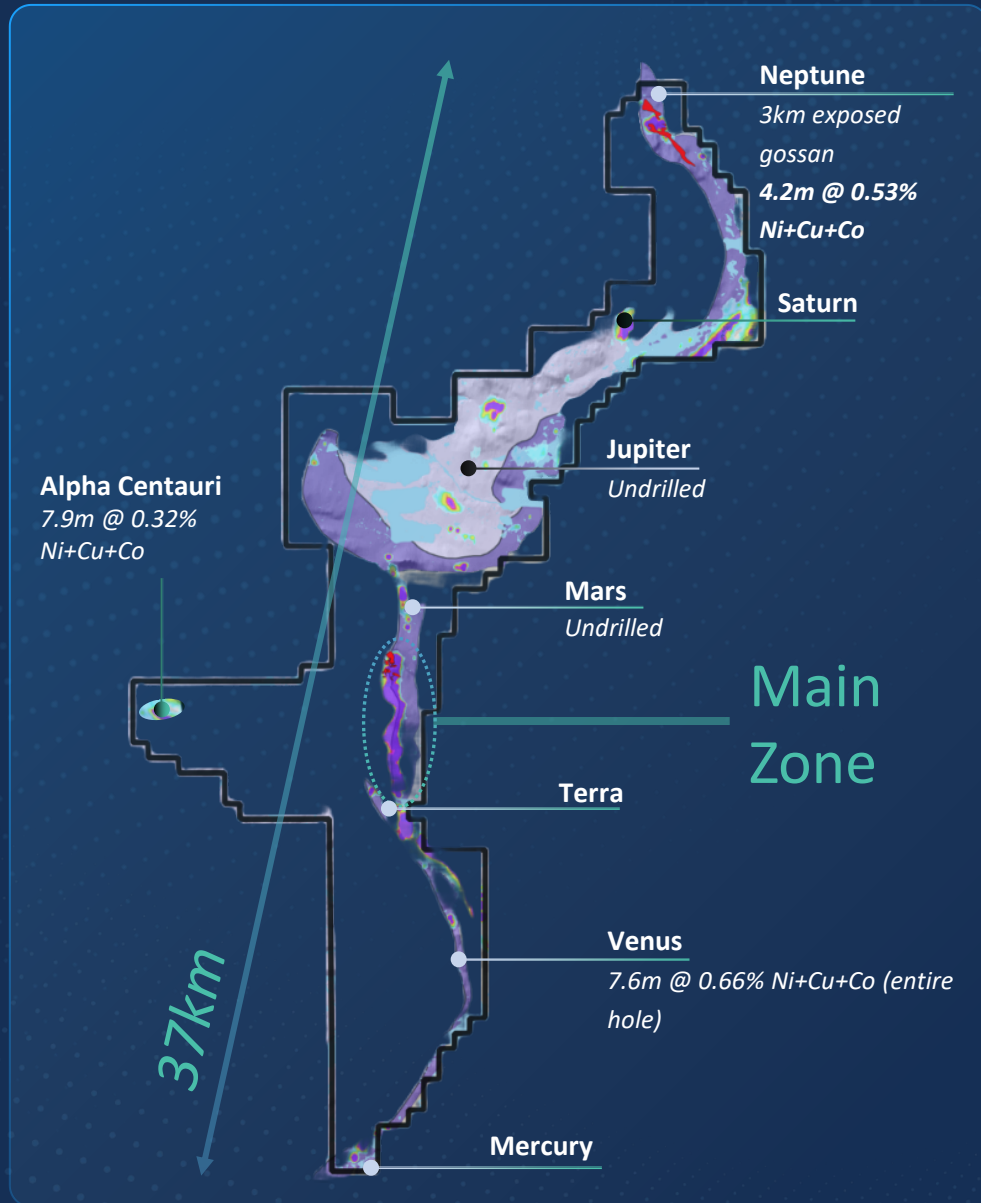 Neptune
3km exposed
gossan
4.2m @ 0.53%
Ni+Cu+Co
Saturn
Jupiter
Undrilled
Alpha Centauri
7.9m @ 0.32%
Ni+Cu+Co
Mars
Undrilled
Main
Zone
Terra
Venus
7.6m @ 0.66% Ni+Cu+Co (entire
hole)
37km
Mercury